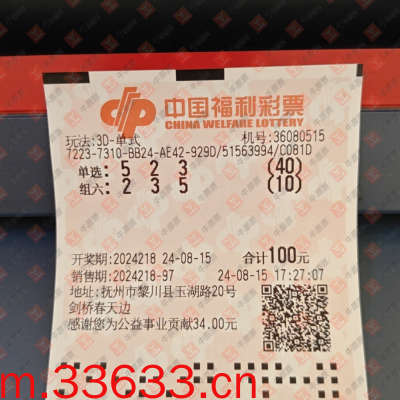 中国福利彩票
CHINA WELFARE LOTTERY
玩法:3D-单式 机号:36080515
7223-7310-BB24-AE42-929D/51563994/C0B1D
单选: 5 2 3 (40)
组六: 2 3 5 (10)
开奖期:2024218 24-08-15 合计100元
销售期:2024218-97 24-08-15 17:27:07
地址:抚州市黎川县玉湖路20号
剑桥春天边
感谢您为公益事业贡献34.00元
m.33633.cn